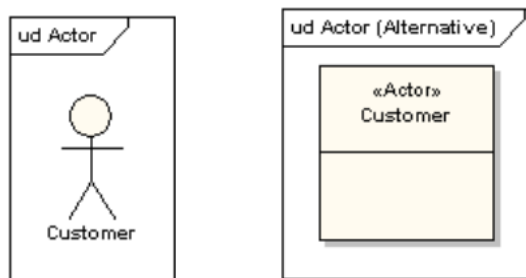 ud Actor
Customer
ud Actor (Alternative)
«Actor»
Customer